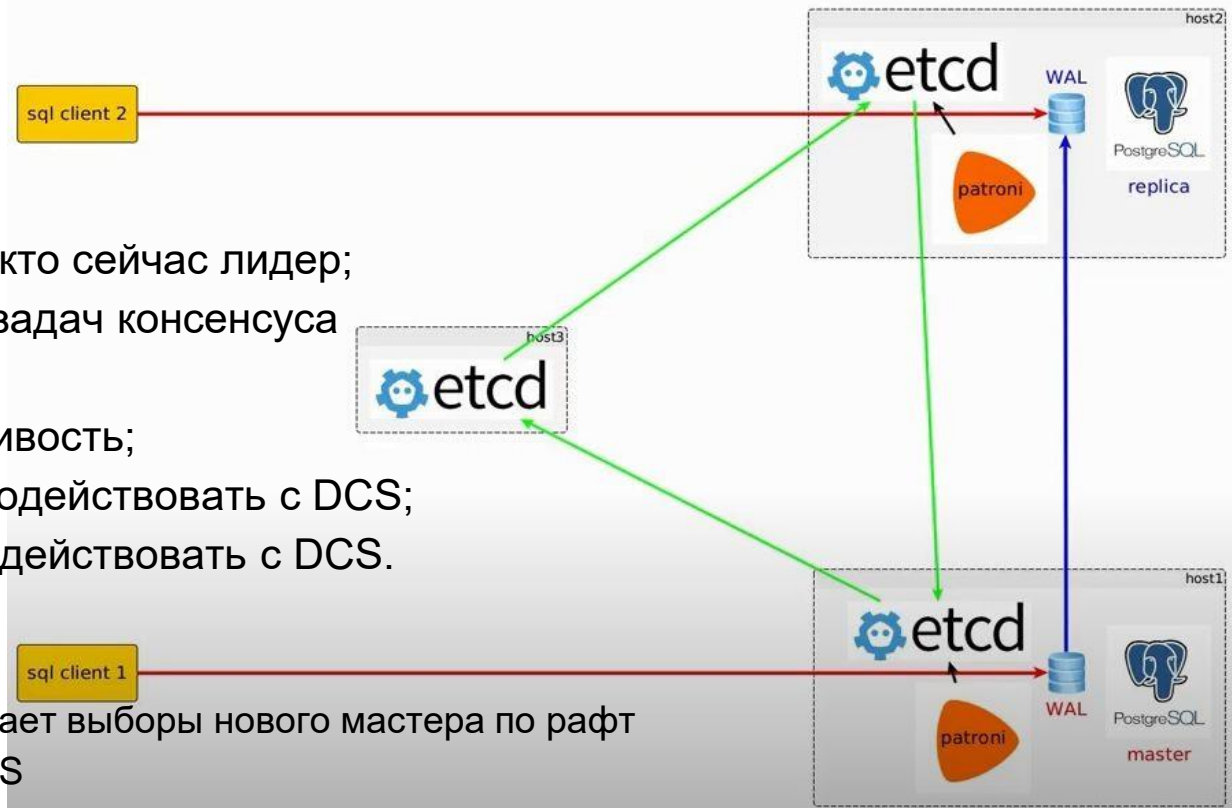 host2
etcd
WAL
sql client 2
PostgreSQL
patroni
replica
кто сейчас лидер;
задач консенсуса
host3
etcd
ивость;
одействовать с DCS;
действовать с DCS.
host1
etcd
sql client 1
WAL
PostgreSQL
ает выборы нового мастера по рафт
patroni
master
S